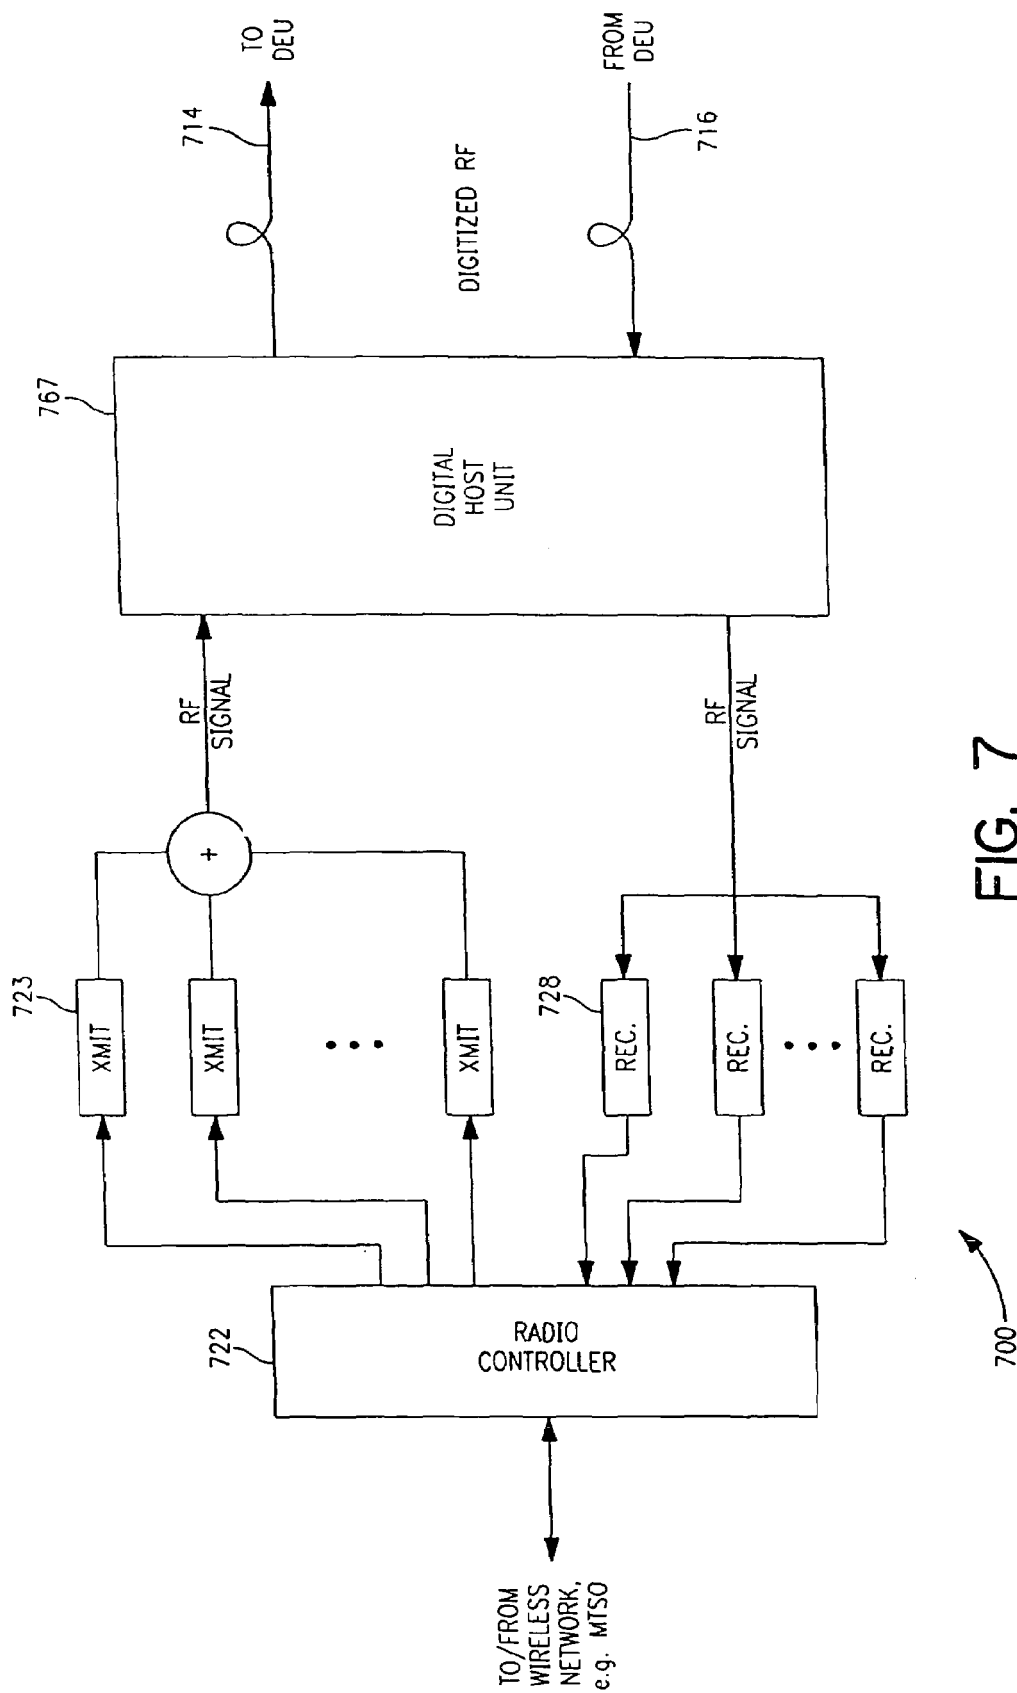 TO/FROM
WIRELESS
NETWORK,
e.g. MTSO
722
RADIO
CONTROLLER
723
XMIT
XMIT
XMIT
728
REC.
REC.
REC.
+
RF
SIGNAL
RF
SIGNAL
767
DIGITAL
HOST
UNIT
714
TO
DEU
DIGITIZED RF
716
FROM
DEU
700
FIG. 7